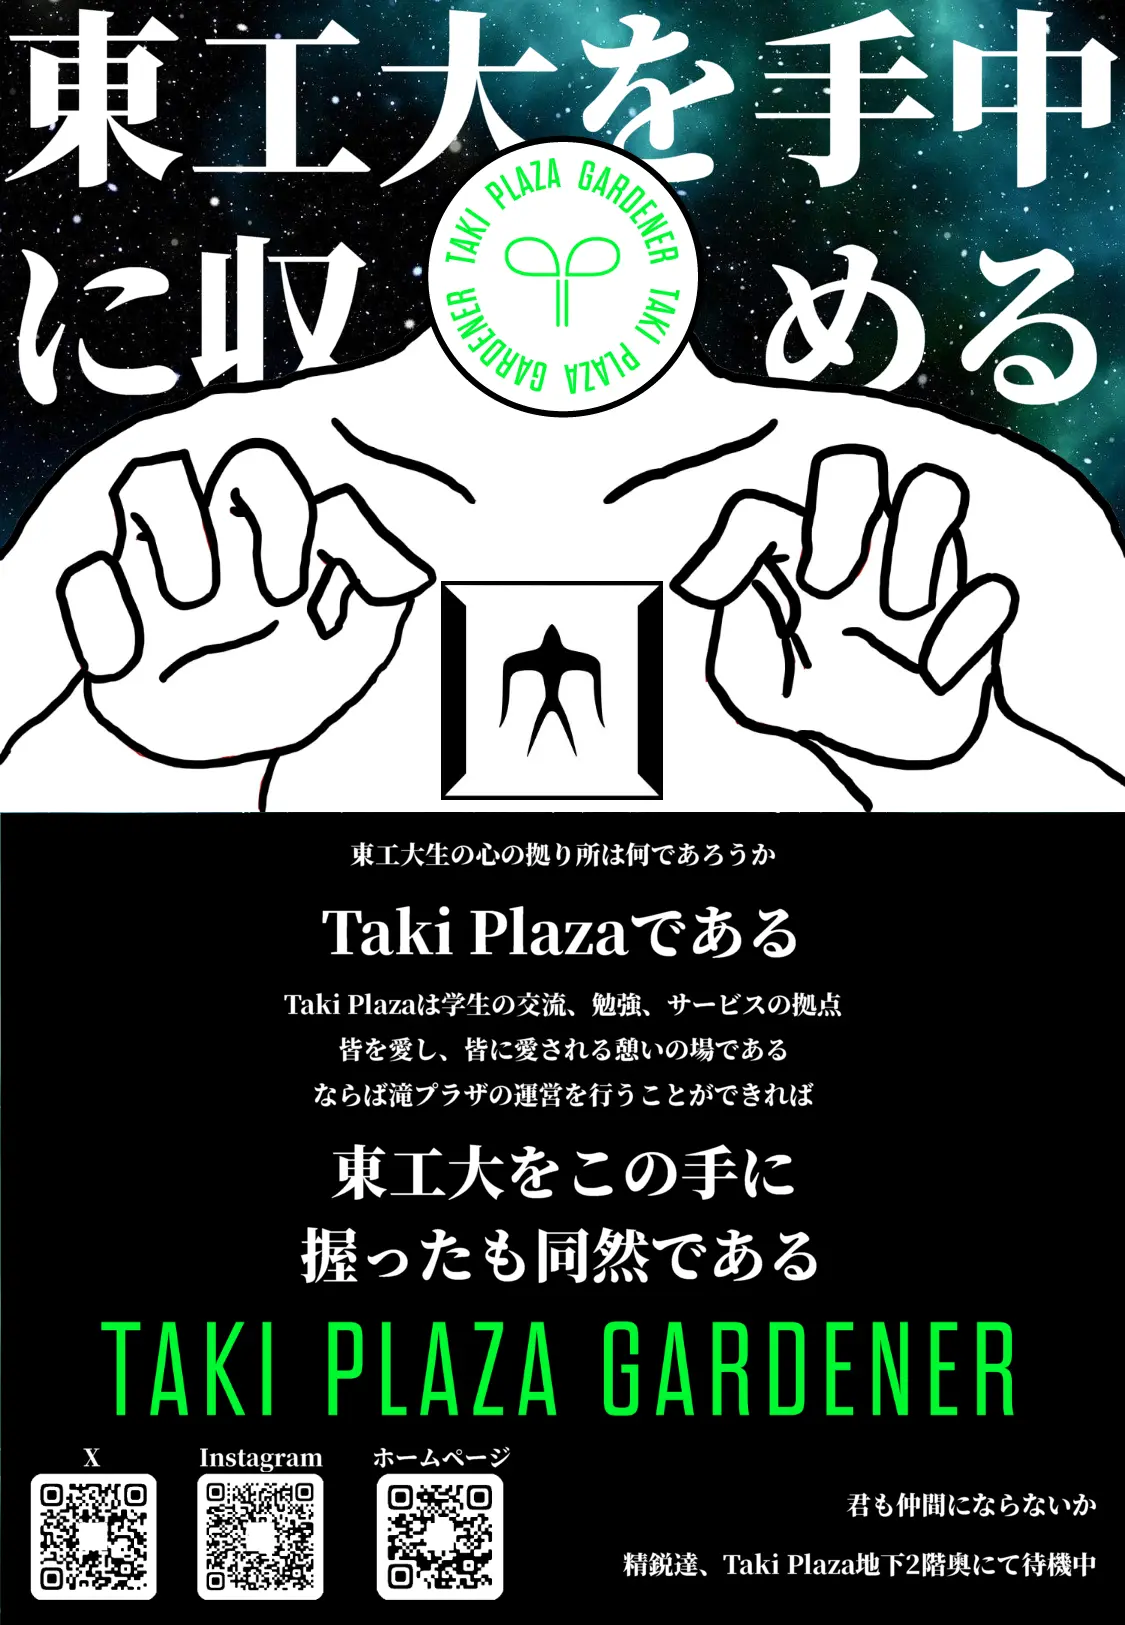 東工大を手中
に収める
TAKI PLAZA GARDENER TAKI PLAZA GARDENER
東工大生の心の拠り所は何であろうか
Taki Plazaである
Taki Plazaは学生の交流、勉強、サービスの拠点
皆を愛し、皆に愛される憩いの場である
ならば滝プラザの運営を行うことができれば
東工大をこの手に
握ったも同然である
TAKI PLAZA GARDENER
X
Instagram
ホームページ
君も仲間にならないか
精鋭達、Taki Plaza地下2階奥にて待機中